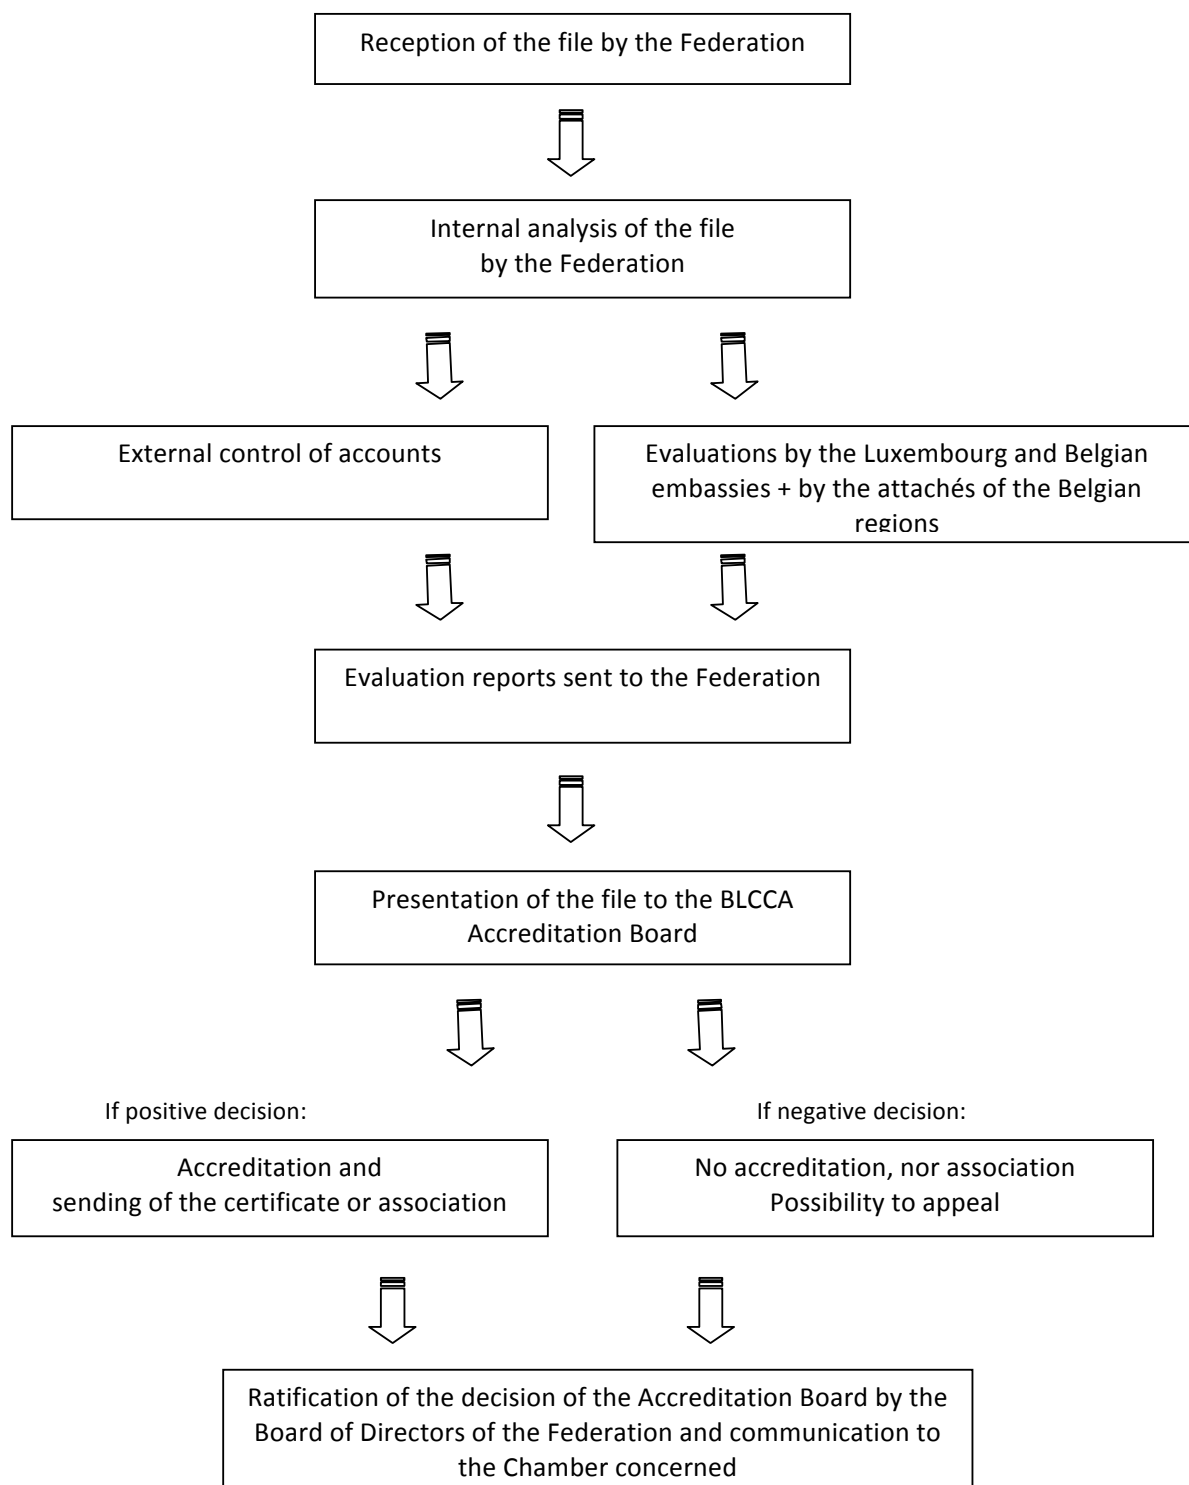 Reception of the file by the Federation
Internal analysis of the file
by the Federation
External control of accounts
Evaluations by the Luxembourg and Belgian
embassies + by the attachés of the Belgian
regions
Evaluation reports sent to the Federation
Presentation of the file to the BLCCA
Accreditation Board
If positive decision:
If negative decision:
Accreditation and
sending of the certificate or association
No accreditation, nor association
Possibility to appeal
Ratification of the decision of the Accreditation Board by the
Board of Directors of the Federation and communication to
the Chamber concerned